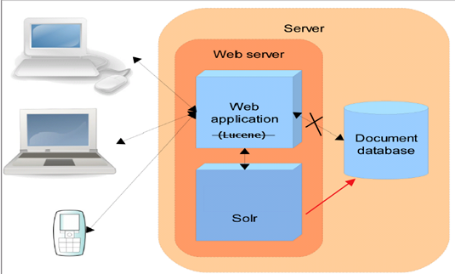 Server
Web server
Web
application
(Lucene)
Document
database
Solr